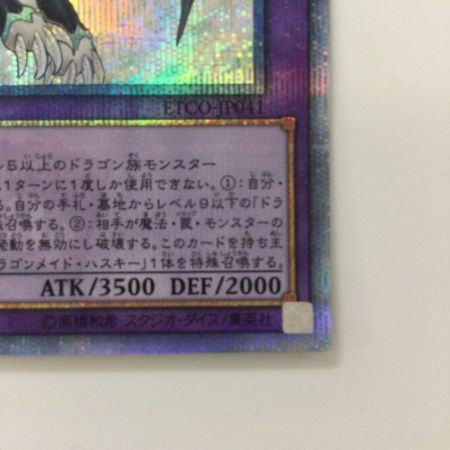 ETCO-JP041
ル5以上のドラゴン族モンスター
1ターンに1度しか使用できない。①:自分・
る。自分の手札・墓地からレベル9以下の「ドラ
殊召喚する。②:相手が魔法・罠・モンスターの
発動を無効にし破壊する。このカードを持ち主
ラゴンメイド・ハスキー」1体を特殊召喚する。
ATK/3500 DEF/2000
©高橋和希 スタジオ・ダイス/集英社